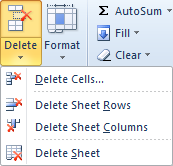 Σ AutoSum
Fill
Clear
Delete
Format
Delete Cells...
Delete Sheet Rows
Delete Sheet Columns
Delete Sheet